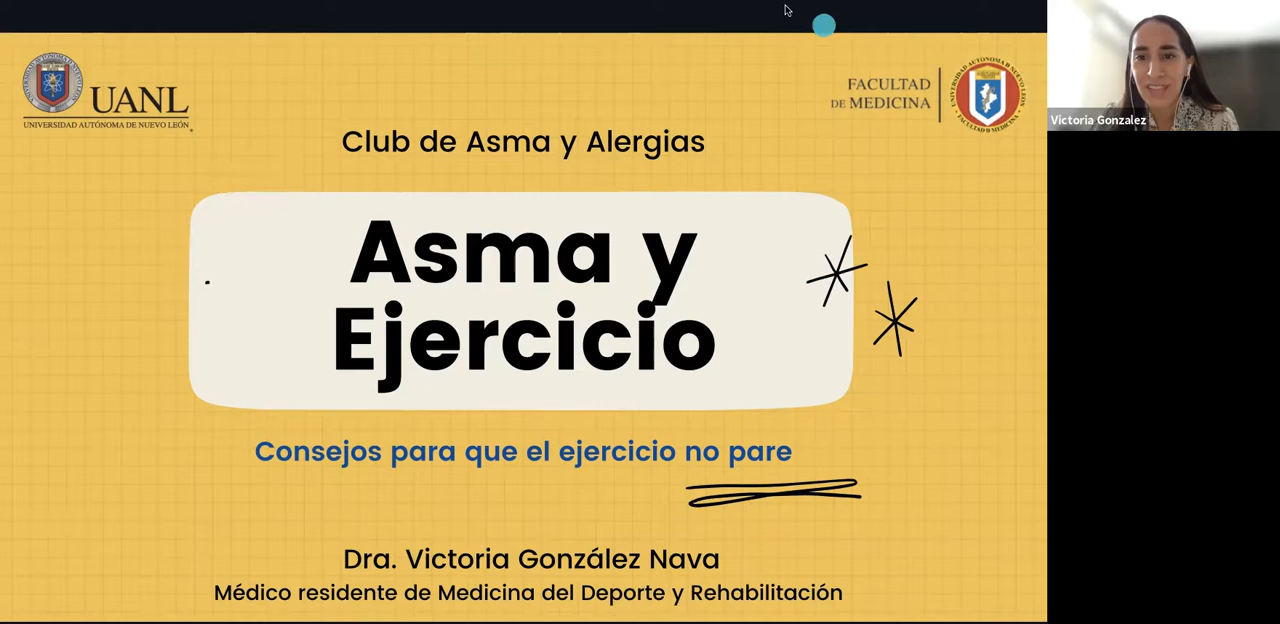 UANL
UNIVERSIDAD AUTÓNOMA DE NUEVO LEÓN
FACULTAD
DE MEDICINA
Victoria Gonzalez
Club de Asma y Alergias
Asma y
Ejercicio
Consejos para que el ejercicio no pare
Dra. Victoria González Nava
Médico residente de Medicina del Deporte y Rehabilitación